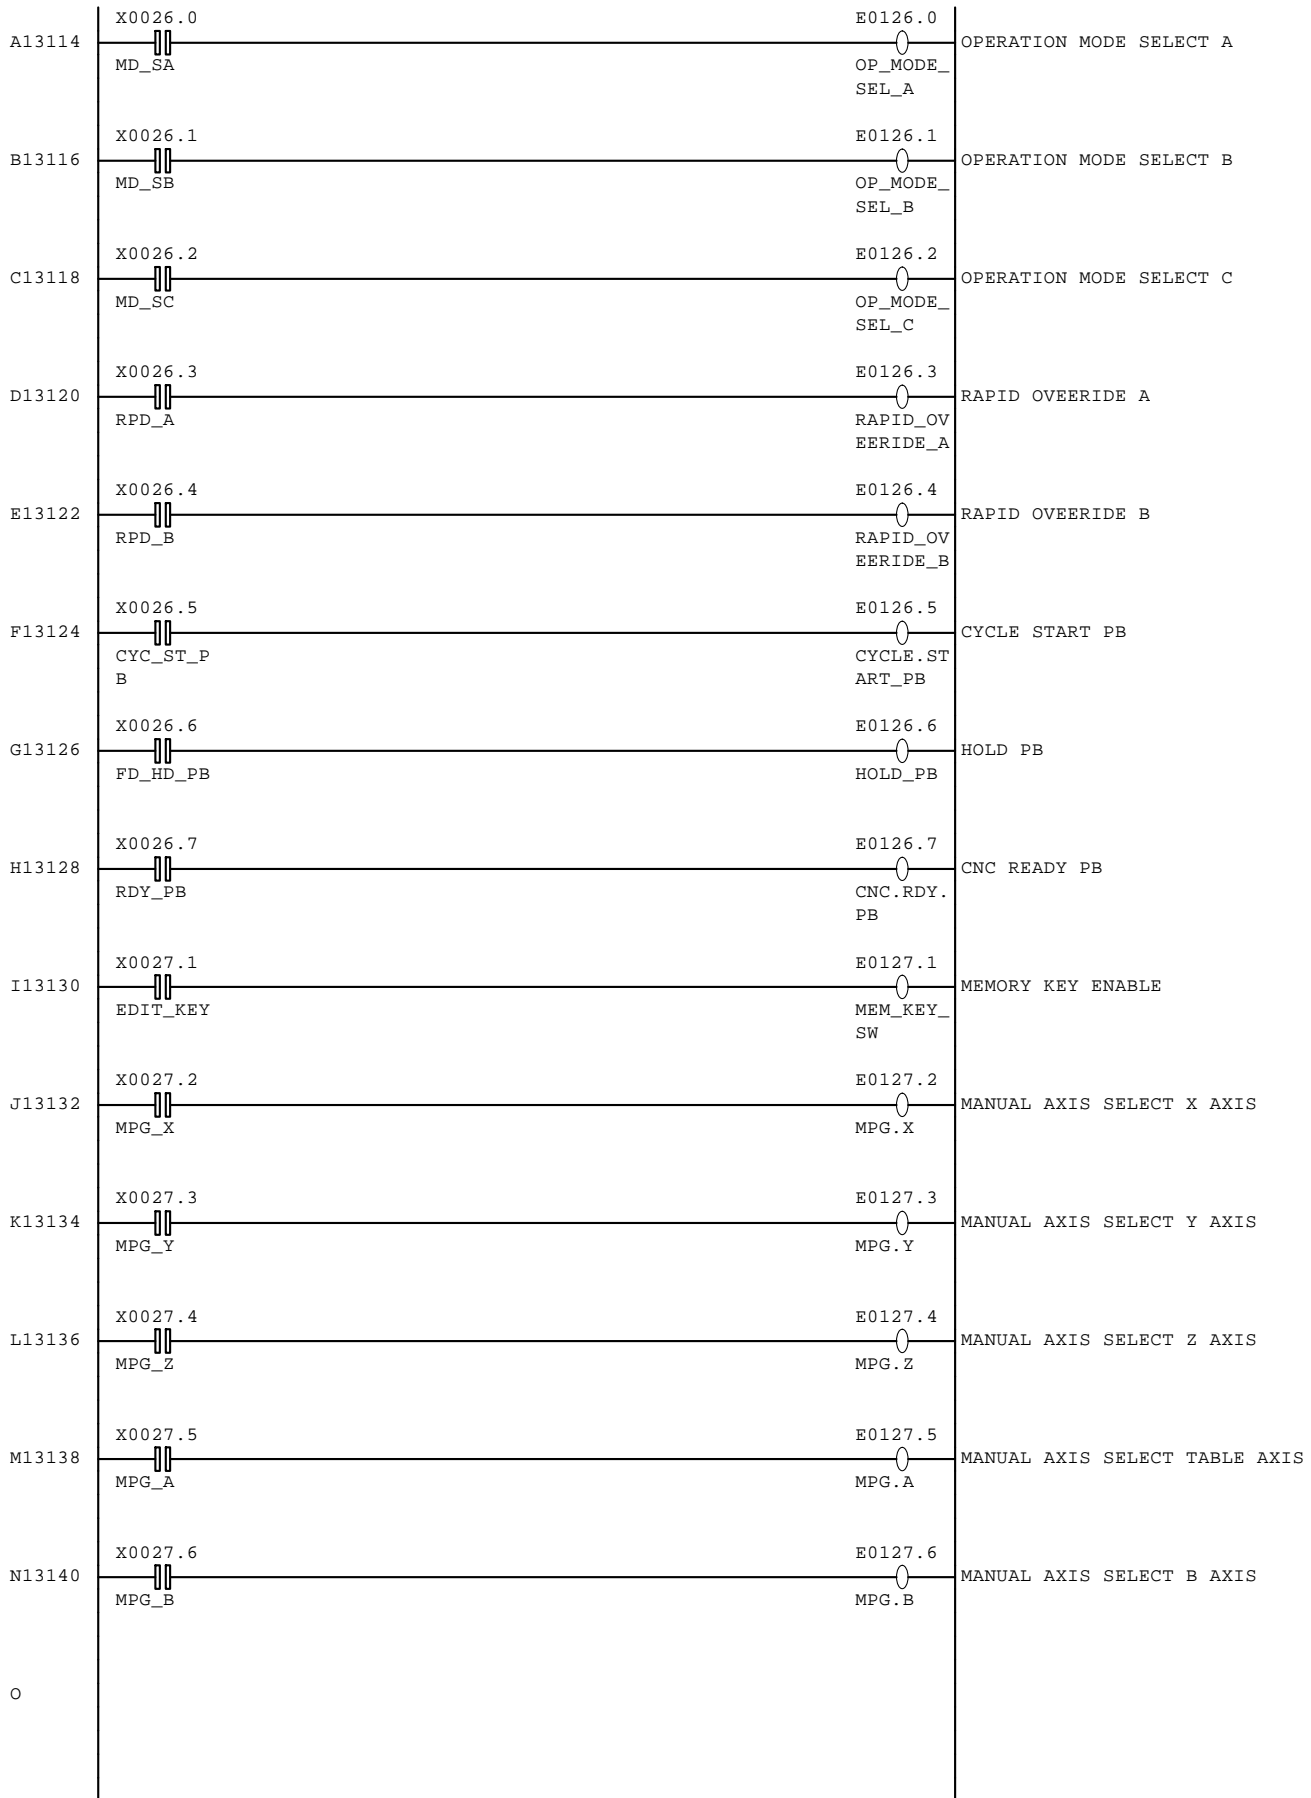 X0026.0 E0126.0
A13114 OPERATION MODE SELECT A
MD_SA OP_MODE_
SEL_A
X0026.1 E0126.1
B13116 OPERATION MODE SELECT B
MD_SB OP_MODE_
SEL_B
X0026.2 E0126.2
C13118 OPERATION MODE SELECT C
MD_SC OP_MODE_
SEL_C
X0026.3 E0126.3
D13120 RAPID OVEERIDE A
RPD_A RAPID_OV
EERIDE_A
X0026.4 E0126.4
E13122 RAPID OVEERIDE B
RPD_B RAPID_OV
EERIDE_B
X0026.5 E0126.5
F13124 CYCLE START PB
CYC_ST_P CYCLE.ST
B ART_PB
X0026.6 E0126.6
G13126 HOLD PB
FD_HD_PB HOLD_PB
X0026.7 E0126.7
H13128 CNC READY PB
RDY_PB CNC.RDY.
PB
X0027.1 E0127.1
I13130 MEMORY KEY ENABLE
EDIT_KEY MEM_KEY_
SW
X0027.2 E0127.2
J13132 MANUAL AXIS SELECT X AXIS
MPG_X MPG.X
X0027.3 E0127.3
K13134 MANUAL AXIS SELECT Y AXIS
MPG_Y MPG.Y
X0027.4 E0127.4
L13136 MANUAL AXIS SELECT Z AXIS
MPG_Z MPG.Z
X0027.5 E0127.5
M13138 MANUAL AXIS SELECT TABLE AXIS
MPG_A MPG.A
X0027.6 E0127.6
N13140 MANUAL AXIS SELECT B AXIS
MPG_B MPG.B
O